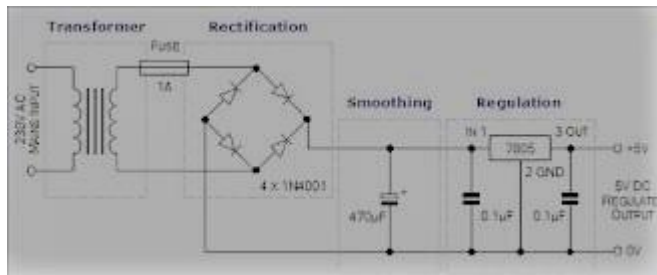 Transformer
Rectification
FUSE
1A
Smoothing
Regulation
230V AC
MAINS INPUT
IN 1
7805
3 OUT
+5V
2 GND
4 x 1N4001
470µF
+
0.1µF
0.1µF
5V DC
REGULATED
OUTPUT
0V